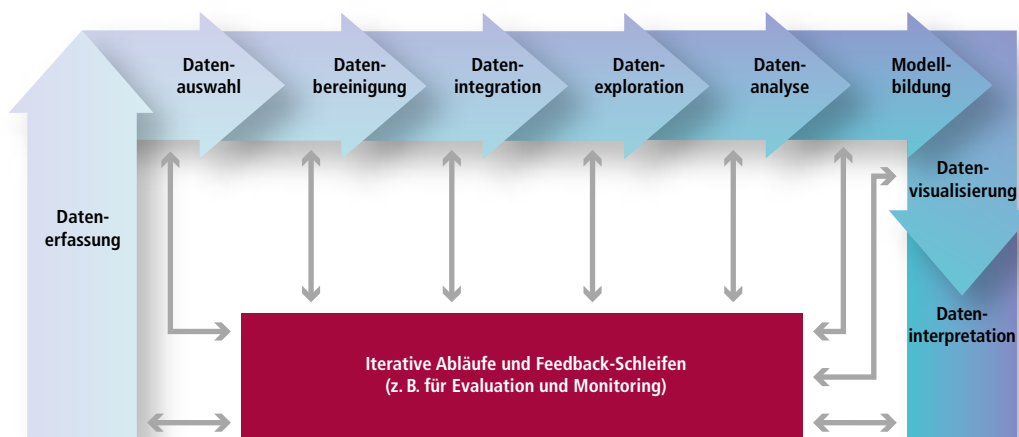 Daten-
erfassung
Daten-
auswahl
Daten-
bereinigung
Daten-
integration
Daten-
exploration
Daten-
analyse
Modell-
bildung
Daten-
visualisierung
Daten-
interpretation
Iterative Abläufe und Feedback-Schleifen
(z. B. für Evaluation und Monitoring)